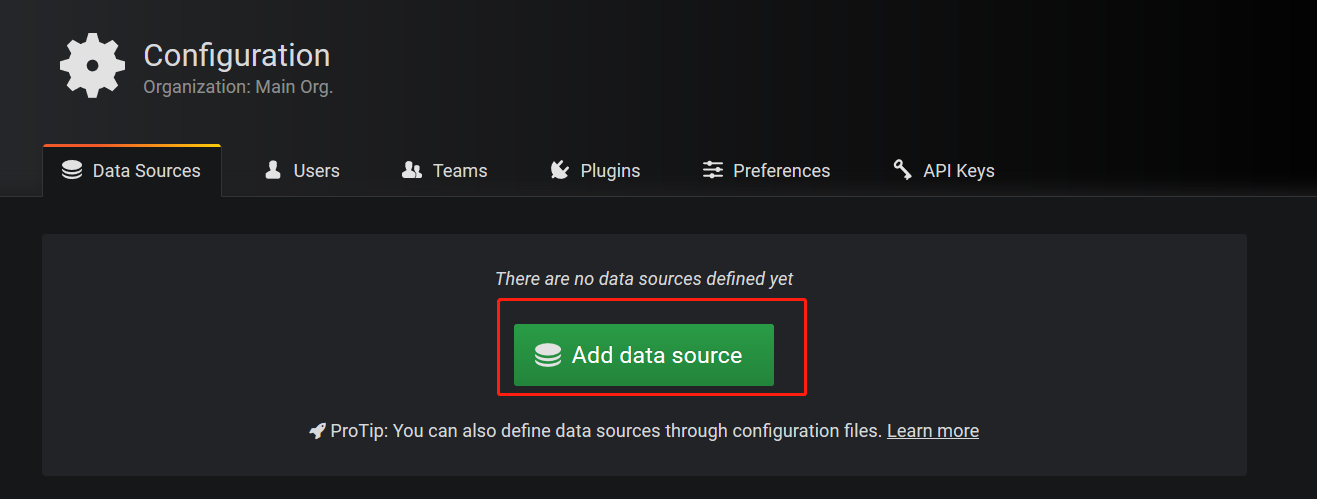 Configuration
Organization: Main Org.
Data Sources Users Teams Plugins Preferences API Keys
There are no data sources defined yet
Add data source
ProTip: You can also define data sources through configuration files. Learn more